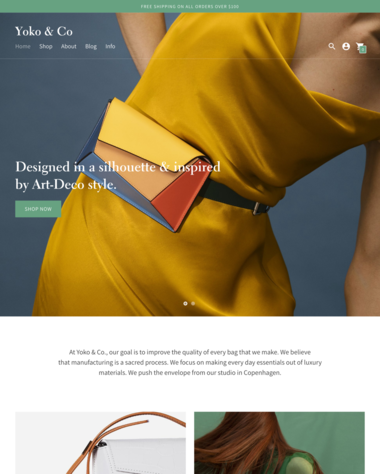 FREE SHIPPING ON ALL ORDERS OVER $100
Yoko & Co
Home Shop About Blog Info
Designed in a silhouette & inspired
by Art-Deco style.
SHOP NOW
At Yoko & Co., our goal is to improve the quality of every bag that we make. We believe
that manufacturing is a sacred process. We focus on making every day essentials out of luxury
materials. We push the envelope from our studio in Copenhagen.